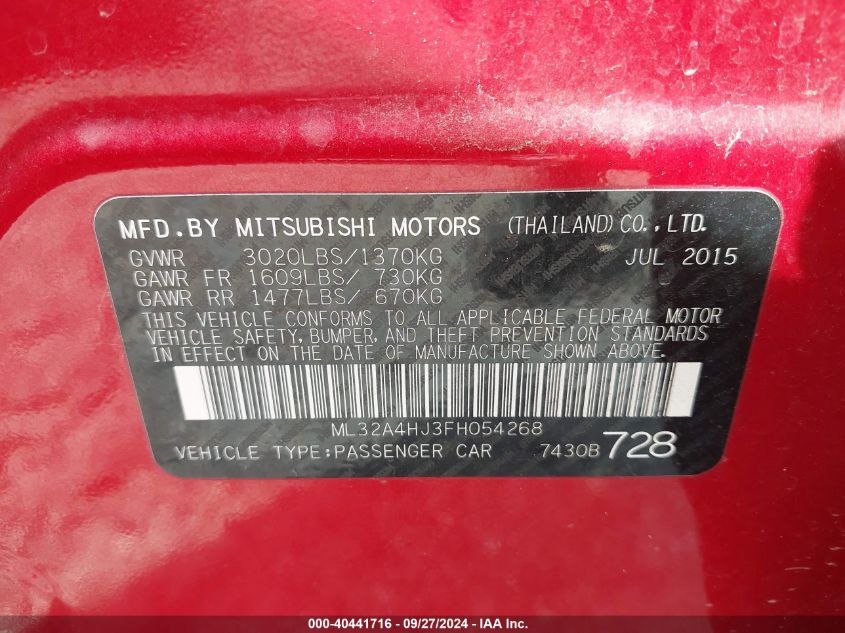 MFD.BY MITSUBISHI MOTORS (THAILAND) CO.,LTD.
GVWR 3020LBS/1370KG JUL 2015
GAWR FR 1609LBS/ 730KG
GAWR RR 1477LBS/ 670KG
THIS VEHICLE CONFORMS TO ALL APPLICABLE FEDERAL MOTOR
VEHICLE SAFETY, BUMPER, AND THEFT PREVENTION STANDARDS
IN EFFECT ON THE DATE OF MANUFACTURE SHOWN ABOVE.
ML32A4HJ3FH054268
VEHICLE TYPE:PASSENGER CAR 7430B 728
000-40441716 - 09/27/2024 - IAA Inc.